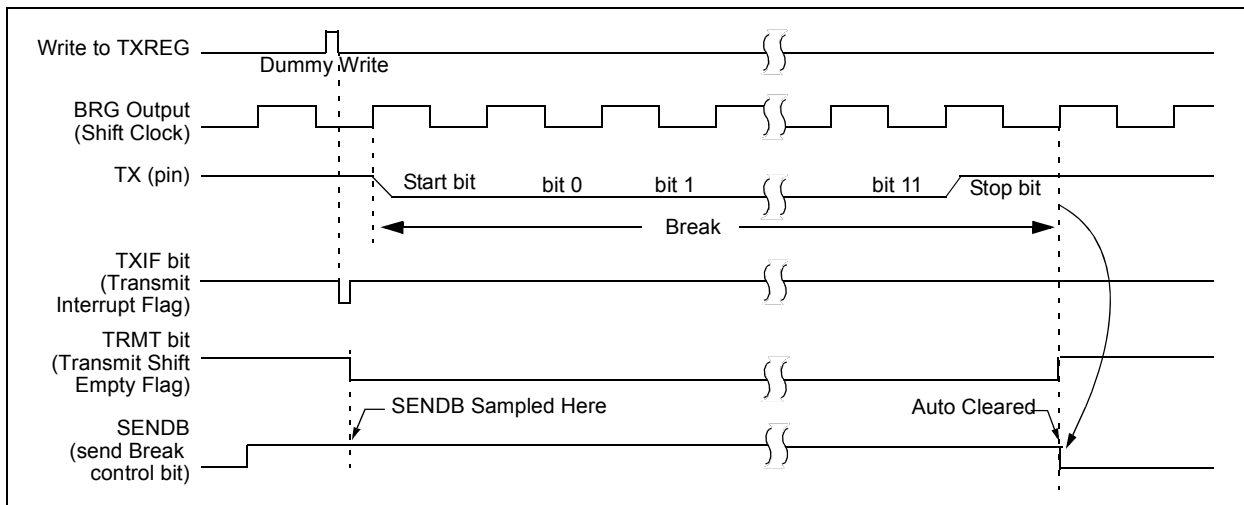 Write to TXREG
Dummy Write
BRG Output
(Shift Clock)
TX (pin)
Start bit
bit 0
bit 1
bit 11
Stop bit
Break
TXIF bit
(Transmit
Interrupt Flag)
TRMT bit
(Transmit Shift
Empty Flag)
SENDB Sampled Here
Auto Cleared
SENDB
(send Break
control bit)